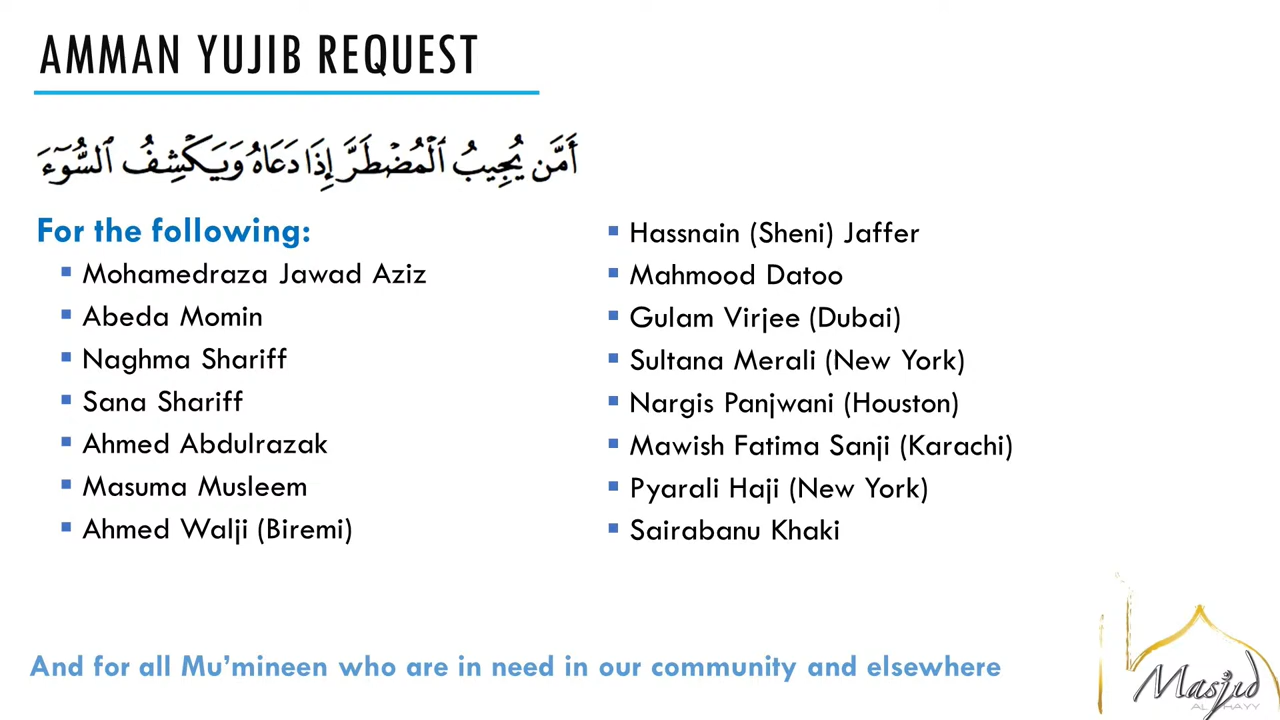 AMMAN YUJIB REQUEST
أَمَّن يُجِيبُ ٱلْمُضْطَرَّ إِذَا دَعَاهُ وَيَكْشِفُ ٱلسُّوٓءَ
For the following:
Mohamedraza Jawad Aziz
Abeda Momin
Naghma Shariff
Sana Shariff
Ahmed Abdulrazak
Masuma Musleem
Ahmed Walji (Biremi)
Hassnain (Sheni) Jaffer
Mahmood Datoo
Gulam Virjee (Dubai)
Sultana Merali (New York)
Nargis Panjwani (Houston)
Mawish Fatima Sanji (Karachi)
Pyarali Haji (New York)
Sairabanu Khaki
And for all Mu’mineen who are in need in our community and elsewhere
Masjid
AL HAYY